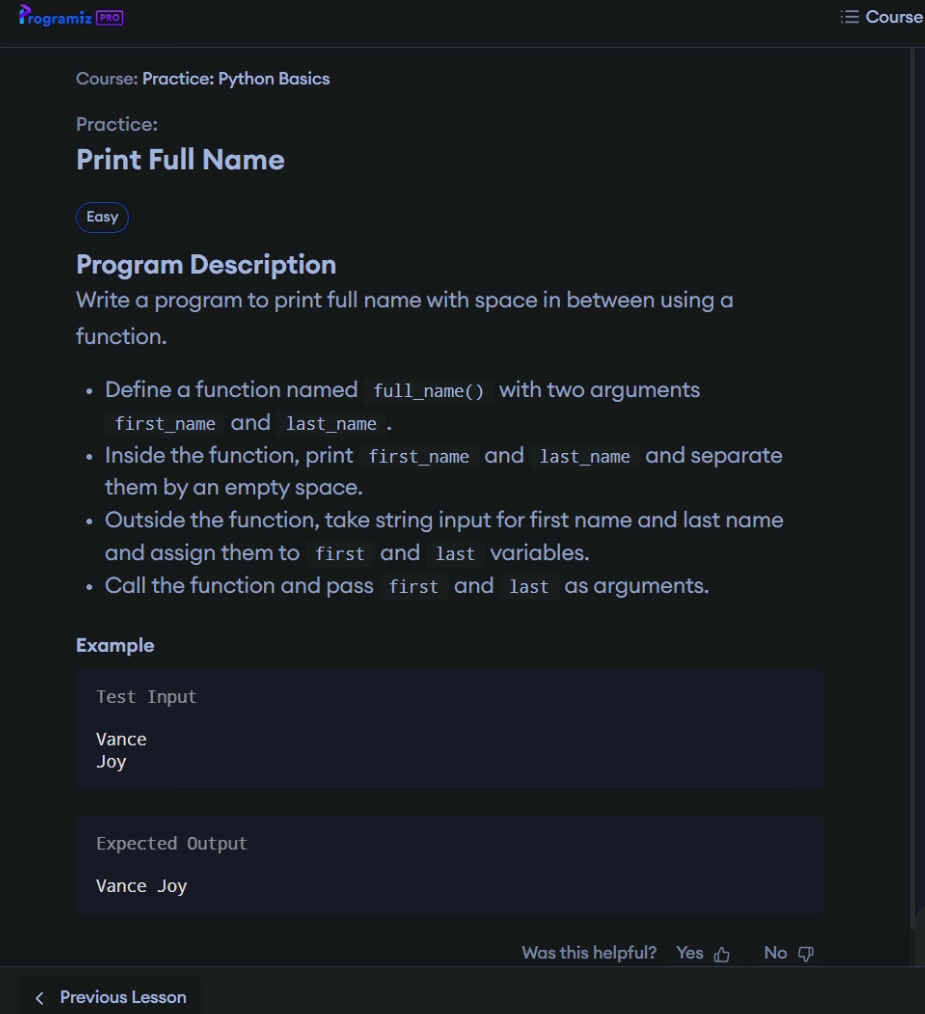 Programiz PRO
Course
Course: Practice: Python Basics
Practice:
Print Full Name
Easy
Program Description
Write a program to print full name with space in between using a
function.
• Define a function named full_name() with two arguments
first_name and last_name .
• Inside the function, print first_name and last_name and separate
them by an empty space.
• Outside the function, take string input for first name and last name
and assign them to first and last variables.
• Call the function and pass first and last as arguments.
Example
Test Input
Vance
Joy
Expected Output
Vance Joy
Was this helpful? Yes No
Previous Lesson